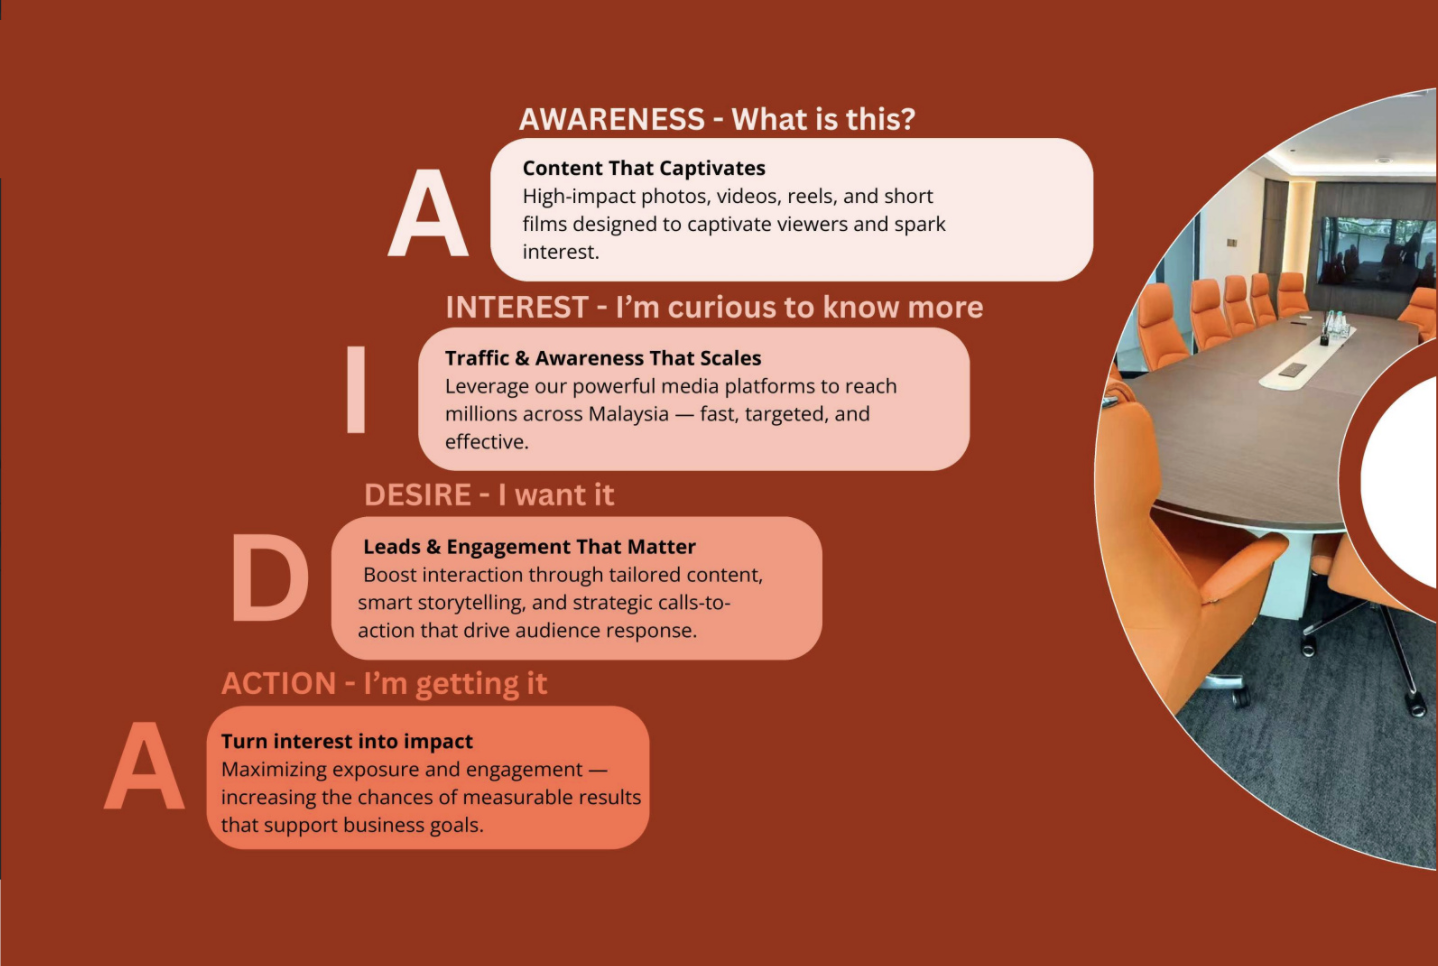 AWARENESS - What is this?
A
Content That Captivates
High-impact photos, videos, reels, and short
films designed to captivate viewers and spark
interest.
INTEREST - I’m curious to know more
I
Traffic & Awareness That Scales
Leverage our powerful media platforms to reach
millions across Malaysia — fast, targeted, and
effective.
DESIRE - I want it
D
Leads & Engagement That Matter
Boost interaction through tailored content,
smart storytelling, and strategic calls-to-
action that drive audience response.
ACTION - I’m getting it
A
Turn interest into impact
Maximizing exposure and engagement —
increasing the chances of measurable results
that support business goals.